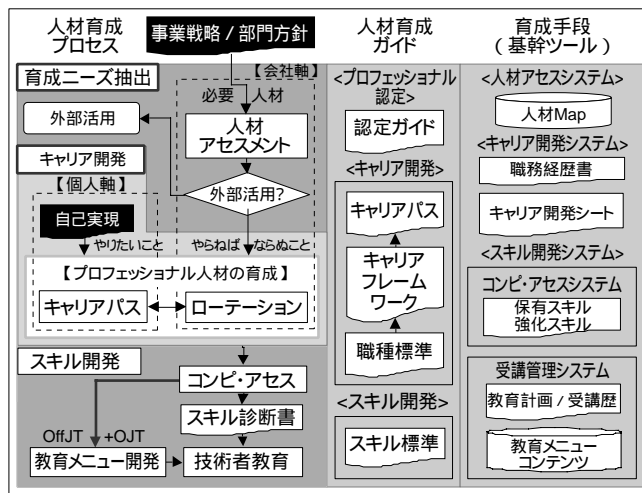 人材育成
プロセス
事業戦略 / 部門方針
人材育成
ガイド
育成手段
(基幹ツール)
育成ニーズ抽出
【会社軸】
必要
人材
外部活用
人材
アセスメント
キャリア開発
【個人軸】
外部活用?
自己実現
やりたいこと
やらねば
ならぬこと
【プロフェッショナル人材の育成】
キャリアパス
ローテーション
スキル開発
コンピ・アセス
スキル診断書
OffJT
+OJT
教育メニュー開発
技術者教育
<プロフェッショナル
認定>
認定ガイド
<キャリア開発>
キャリアパス
キャリア
フレーム
ワーク
職種標準
<スキル開発>
スキル標準
<人材アセスシステム>
人材Map
<キャリア開発システム>
職務経歴書
キャリア開発シート
<スキル開発システム>
コンピ・アセスシステム
保有スキル
強化スキル
受講管理システム
教育計画 / 受講歴
教育メニュー
コンテンツ